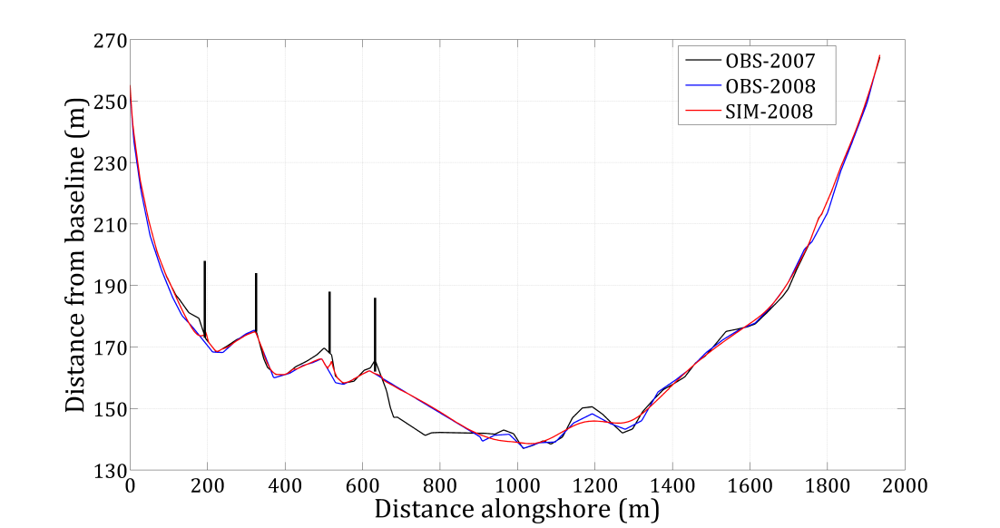 270
250
230
210
190
170
150
130
Distance from baseline (m)
OBS-2007
OBS-2008
SIM-2008
0 200 400 600 800 1000 1200 1400 1600 1800 2000
Distance alongshore (m)